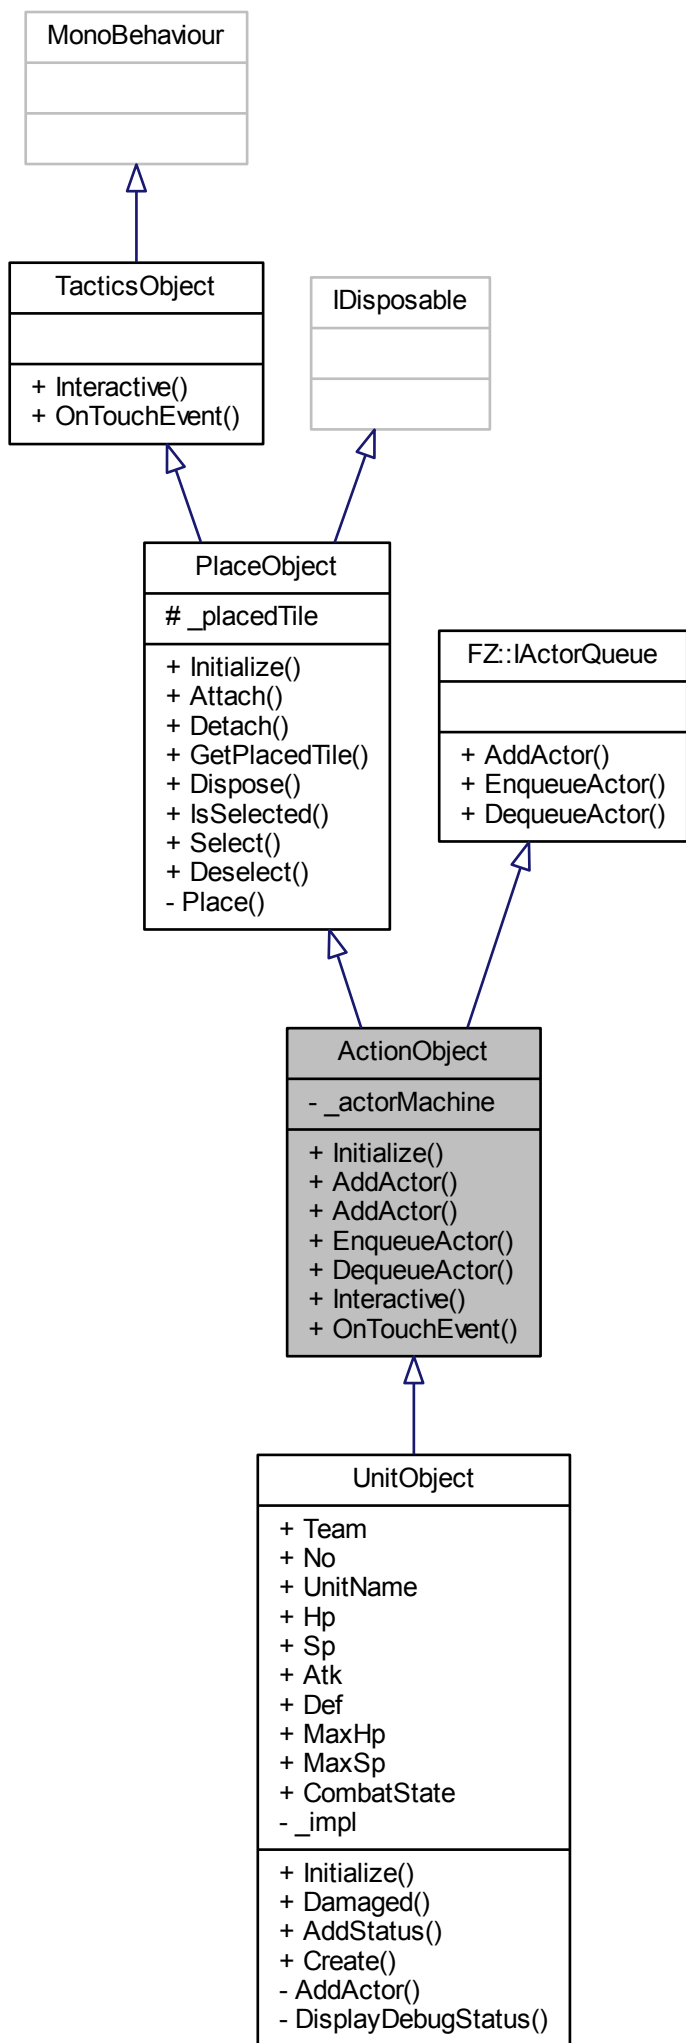 MonoBehaviour
TacticsObject
+ Interactive()
+ OnTouchEvent()
IDisposable
PlaceObject
# _placedTile
+ Initialize()
+ Attach()
+ Detach()
+ GetPlacedTile()
+ Dispose()
+ IsSelected()
+ Select()
+ Deselect()
- Place()
FZ::IActorQueue
+ AddActor()
+ EnqueueActor()
+ DequeueActor()
ActionObject
- _actorMachine
+ Initialize()
+ AddActor()
+ AddActor()
+ EnqueueActor()
+ DequeueActor()
+ Interactive()
+ OnTouchEvent()
UnitObject
+ Team
+ No
+ UnitName
+ Hp
+ Sp
+ Atk
+ Def
+ MaxHp
+ MaxSp
+ CombatState
- _impl
+ Initialize()
+ Damaged()
+ AddStatus()
+ Create()
- AddActor()
- DisplayDebugStatus()